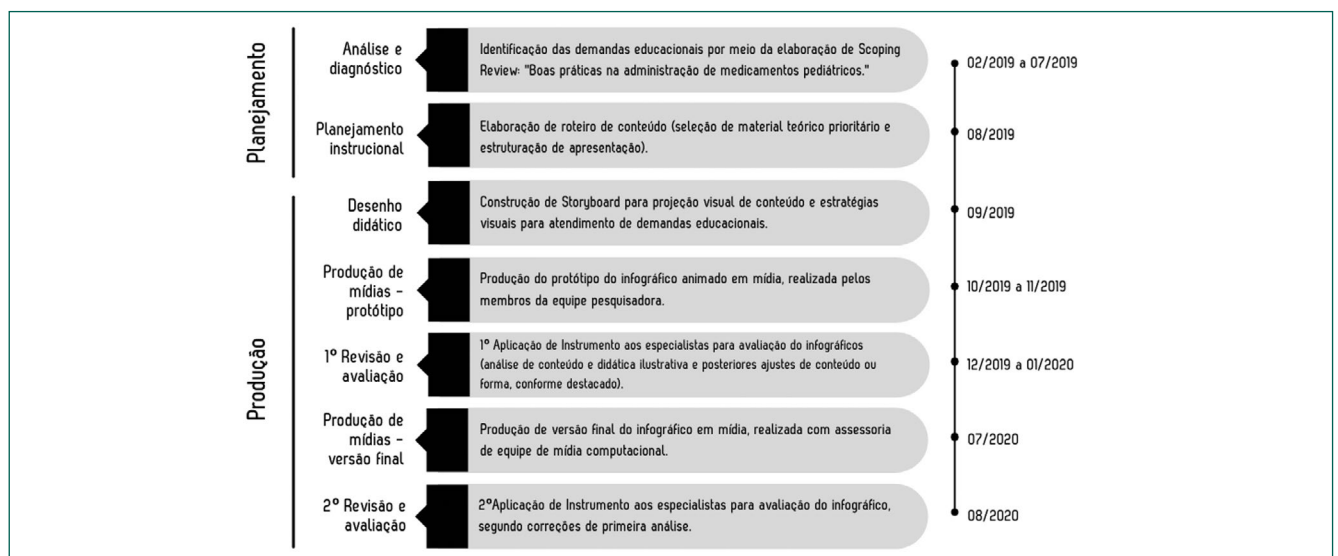 Planejamento
Análise e
diagnóstico
Identificação das demandas educacionais por meio da elaboração de Scoping
Review: "Boas práticas na administração de medicamentos pediátricos."
02/2019 a 07/2019
Planejamento
instrucional
Elaboração de roteiro de conteúdo (seleção de material teórico prioritário e
estruturação de apresentação).
08/2019
Produção
Desenho
didático
Construção de Storyboard para projeção visual de conteúdo e estratégias
visuais para atendimento de demandas educacionais.
09/2019
Produção de
mídias -
protótipo
Produção do protótipo do infográfico animado em mídia, realizada pelos
membros da equipe pesquisadora.
10/2019 a 11/2019
1º Revisão e
avaliação
1º Aplicação de Instrumento aos especialistas para avaliação do infográficos
(análise de conteúdo e didática ilustrativa e posteriores ajustes de conteúdo ou
forma, conforme destacado).
12/2019 a 01/2020
Produção de
mídias -
versão final
Produção de versão final do infográfico em mídia, realizada com assessoria
de equipe de mídia computacional.
07/2020
2º Revisão e
avaliação
2ºAplicação de Instrumento aos especialistas para avaliação do infográfico,
segundo correções de primeira análise.
08/2020